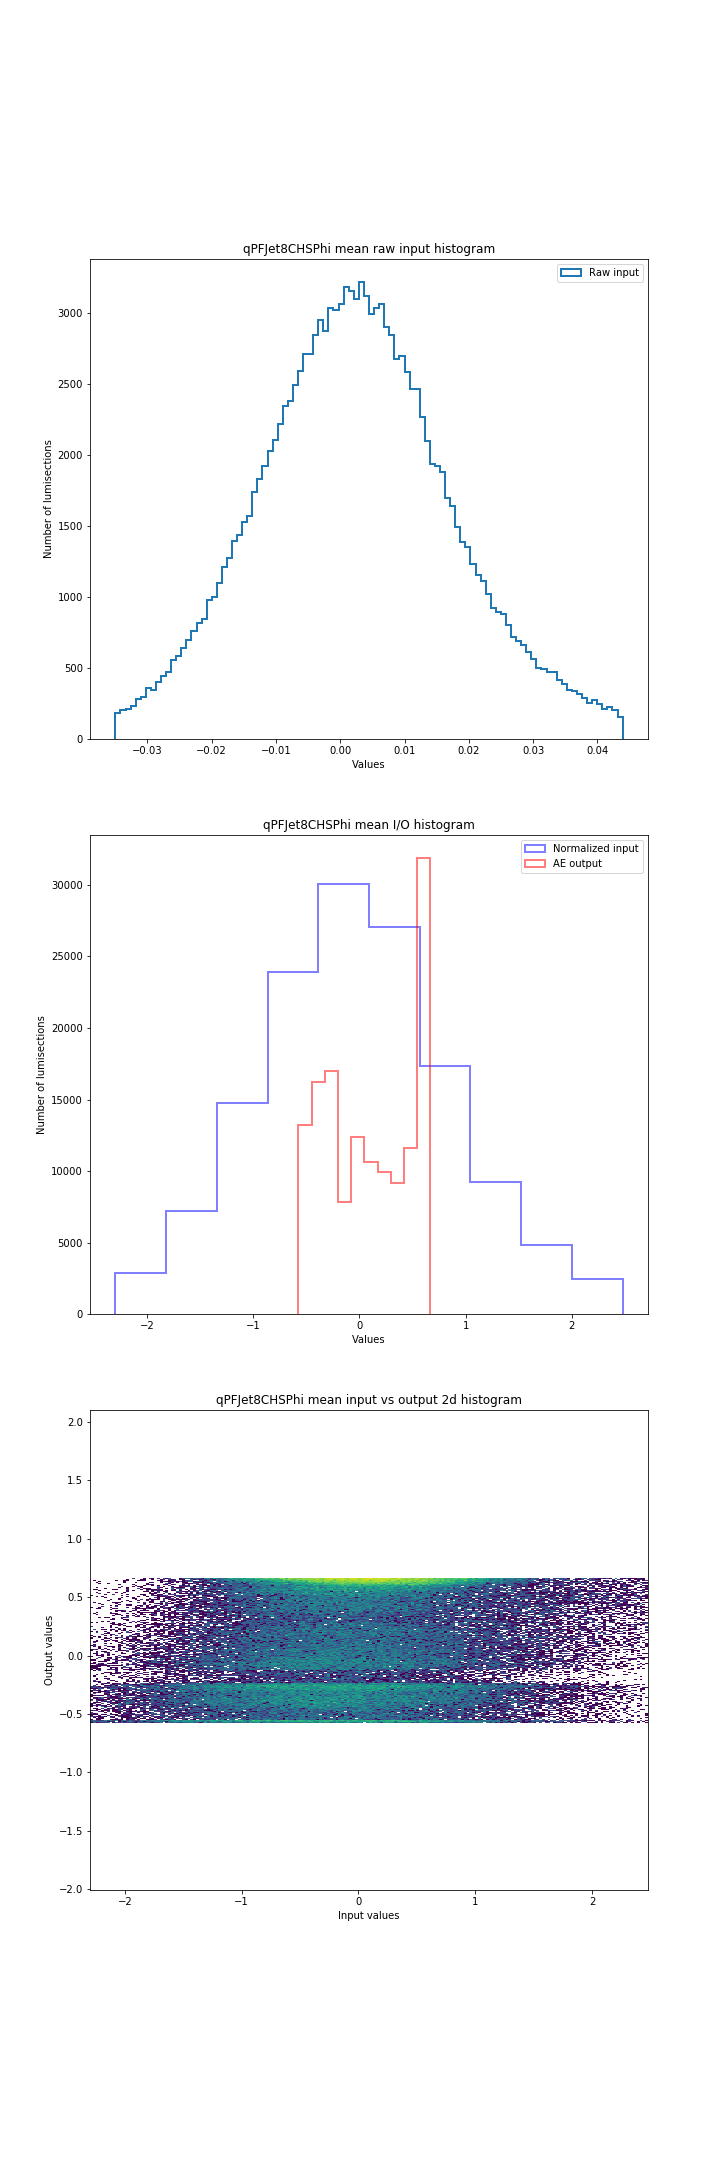 qPFJet8CHSPhi mean raw input histogram
Raw input
3000
2500
2000
1500
1000
500
0
Number of lumisections
−0.03 −0.02 −0.01 0.00 0.01 0.02 0.03 0.04
Values
qPFJet8CHSPhi mean I/O histogram
Normalized input
AE output
30000
25000
20000
15000
10000
5000
0
Number of lumisections
−2 −1 0 1 2
Values
qPFJet8CHSPhi mean input vs output 2d histogram
2.0
1.5
1.0
0.5
0.0
−0.5
−1.0
−1.5
−2.0
Output values
−2 −1 0 1 2
Input values